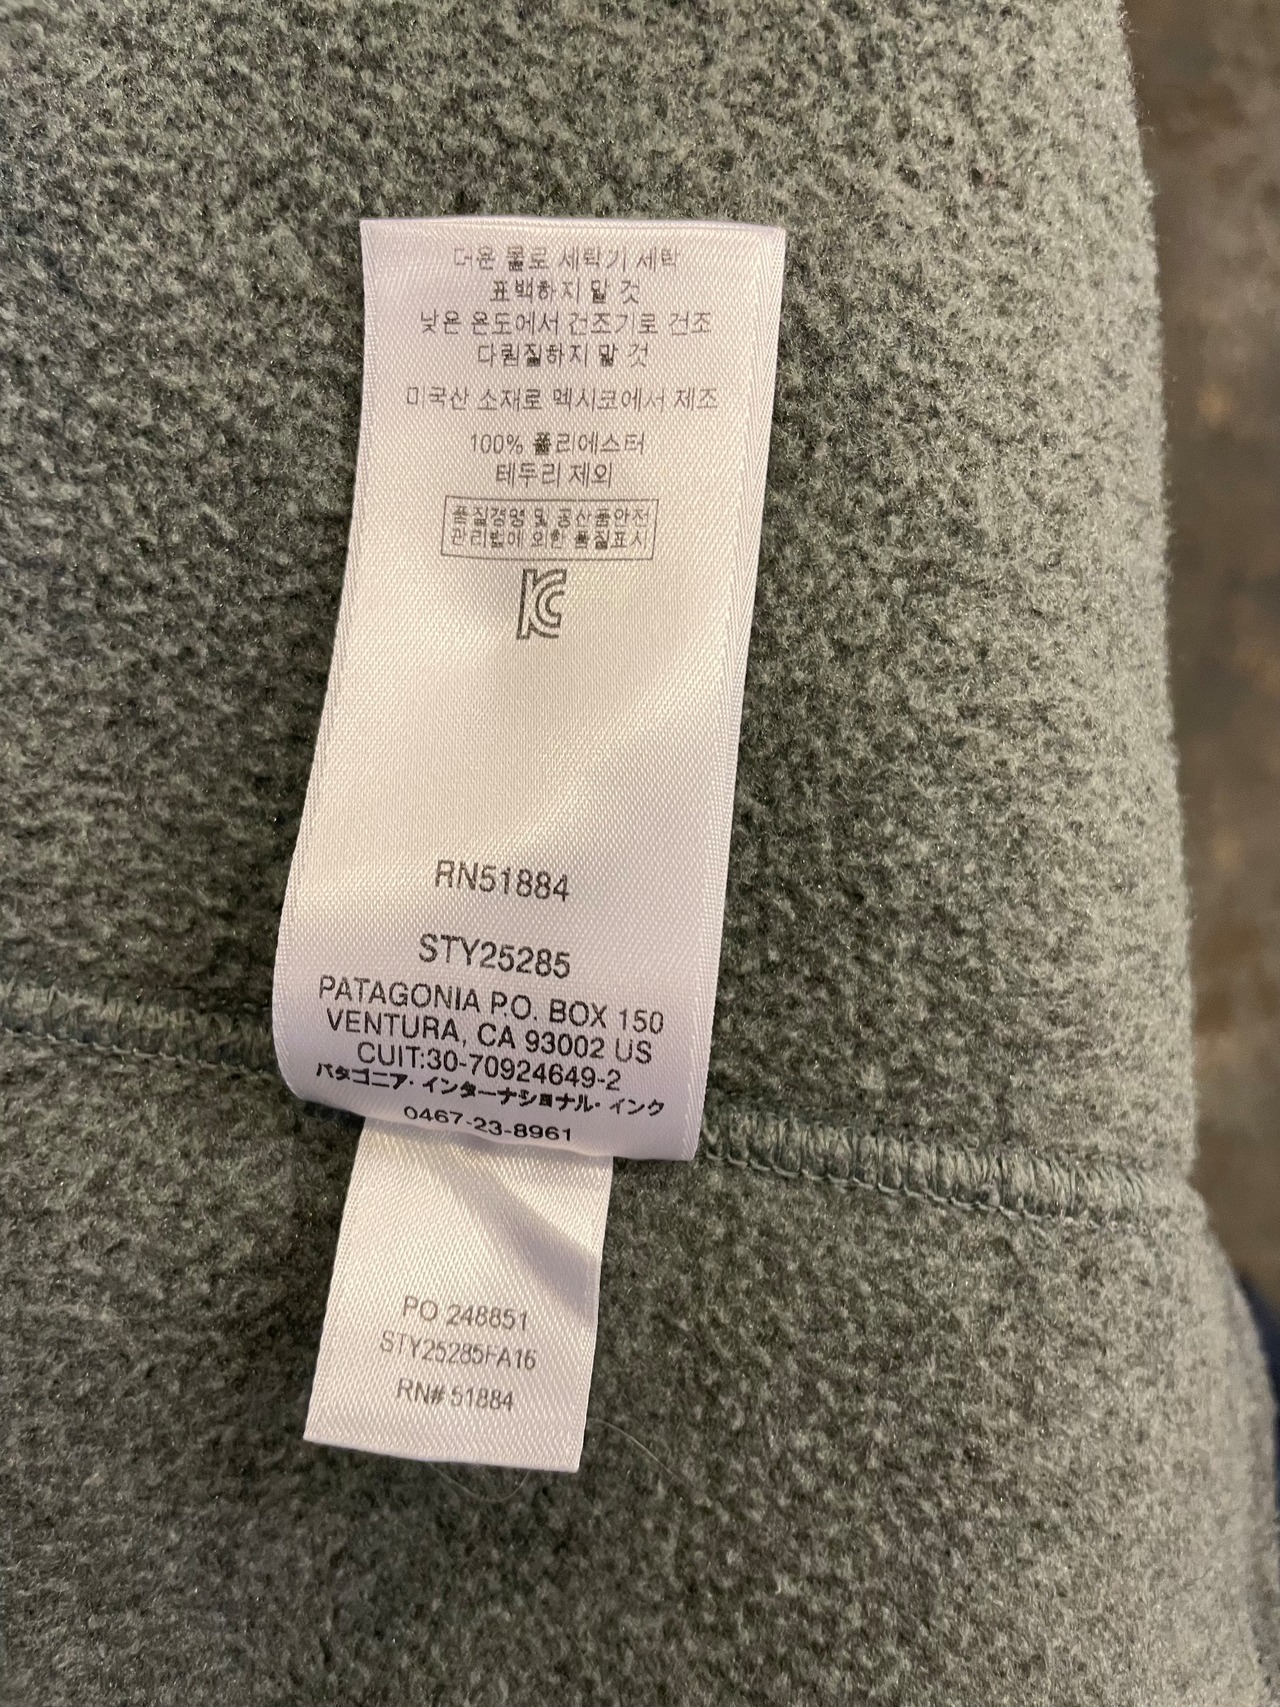 더운 물로 세탁기 세탁
표백하지 말 것
낮은 온도에서 건조기로 건조
다림질하지 말 것
미국산 소재로 멕시코에서 제조
100% 폴리에스터
테두리 제외
품질경영 및 공산품안전
관리법에 의한 품질표시
KC
RN51884
STY25285
PATAGONIA P.O. BOX 150
VENTURA, CA 93002 US
CUIT:30-70924649-2
パタゴニア・インターナショナル・インク
0467-23-8961
PO 248851
STY25285FA16
RN# 51884